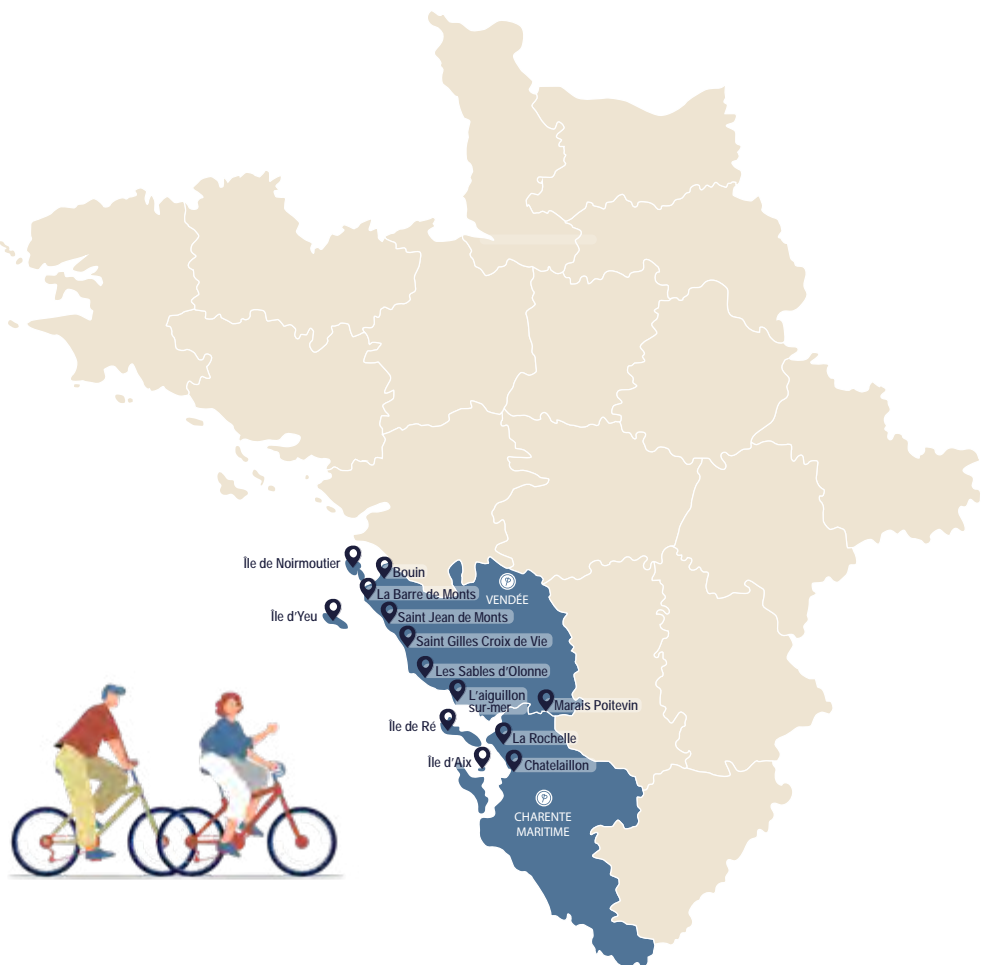 Île de Noirmoutier
Bouin
La Barre de Monts
VENDÉE
Île d'Yeu
Saint Jean de Monts
Saint Gilles Croix de Vie
Les Sables d'Olonne
L'aiguillon
sur-mer
Marais Poitevin
Île de Ré
La Rochelle
Île d'Aix
Chatelaillon
CHARENTE
MARITIME